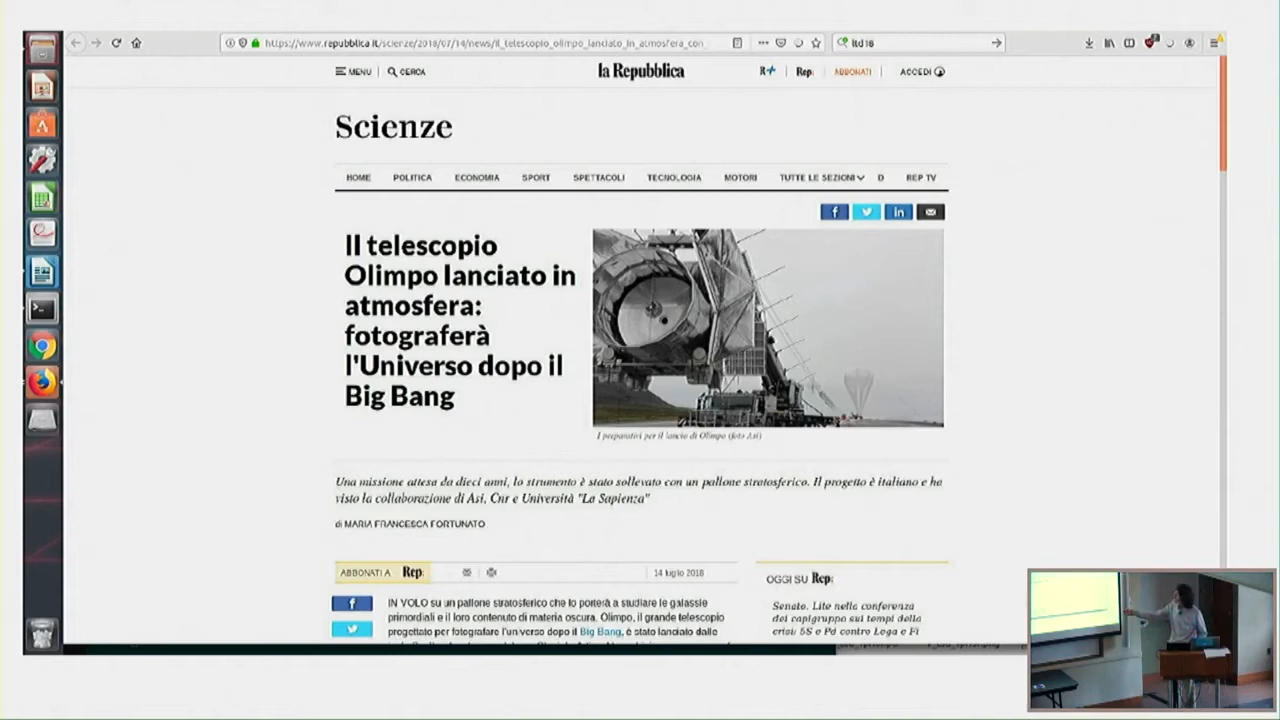 https://www.repubblica.it/scienze/2018/07/14/news/il_telescopio_olimpo_lanciato_in_atmosfera_con_
ltd18
MENU | CERCA
la Repubblica
R+ | Rep: | ABBONATI | ACCEDI
Scienze
HOME POLITICA ECONOMIA SPORT SPETTACOLI TECNOLOGIA MOTORI TUTTE LE SEZIONI D REP TV
Il telescopio
Olimpo lanciato in
atmosfera:
fotograferà
l'Universo dopo il
Big Bang
I preparativi per il lancio di Olimpo (foto Asi)
Una missione attesa da dieci anni, lo strumento è stato sollevato con un pallone stratosferico. Il progetto è italiano e ha
visto la collaborazione di Asi, Cnr e Università "La Sapienza"
di MARIA FRANCESCA FORTUNATO
ABBONATI A Rep:
14 luglio 2018
IN VOLO su un pallone stratosferico che lo porterà a studiare le galassie
primordiali e il loro contenuto di materia oscura. Olimpo, il grande telescopio
progettato per fotografare l'universo dopo il Big Bang, è stato lanciato dalle
OGGI SU Rep:
Senato. Lite nella conferenza
dei capigruppo sui tempi della
crisi: 5S e Pd contro Lega e FI